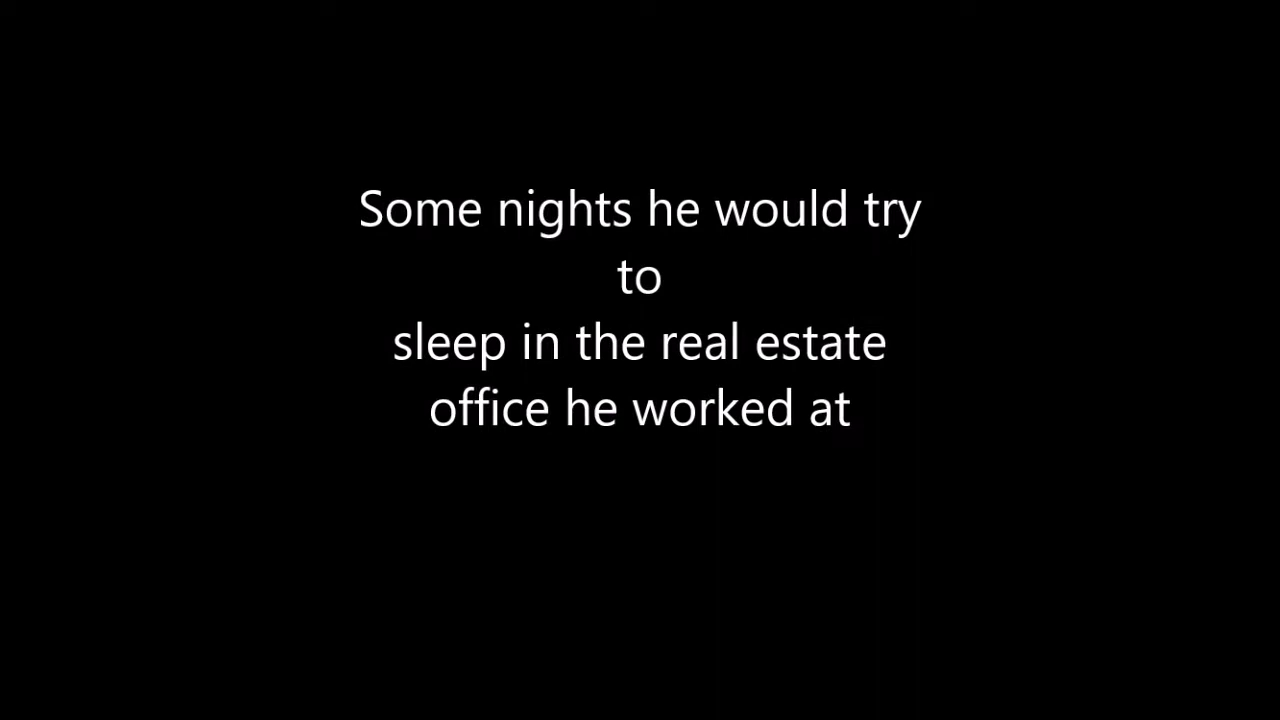 Some nights he would try
to
sleep in the real estate
office he worked at